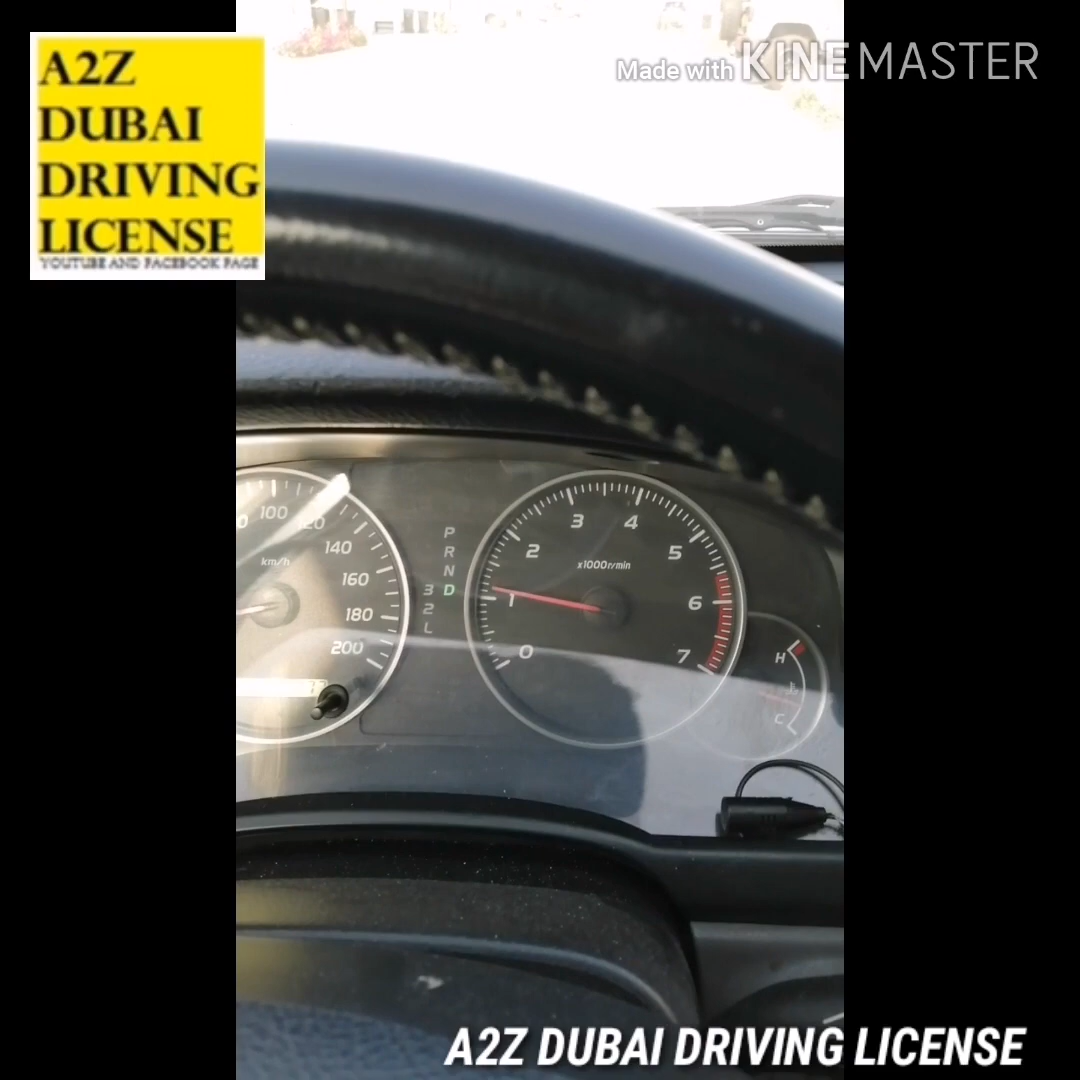 A2Z
DUBAI
DRIVING
LICENSE
YOUTUBE AND FACEBOOK PAGE
Made with KINEMASTER
100
120
140
160
180
200
km/h
P
R
N
D
3
2
L
0
1
2
3
4
5
6
7
x1000r/min
H
C
A2Z DUBAI DRIVING LICENSE